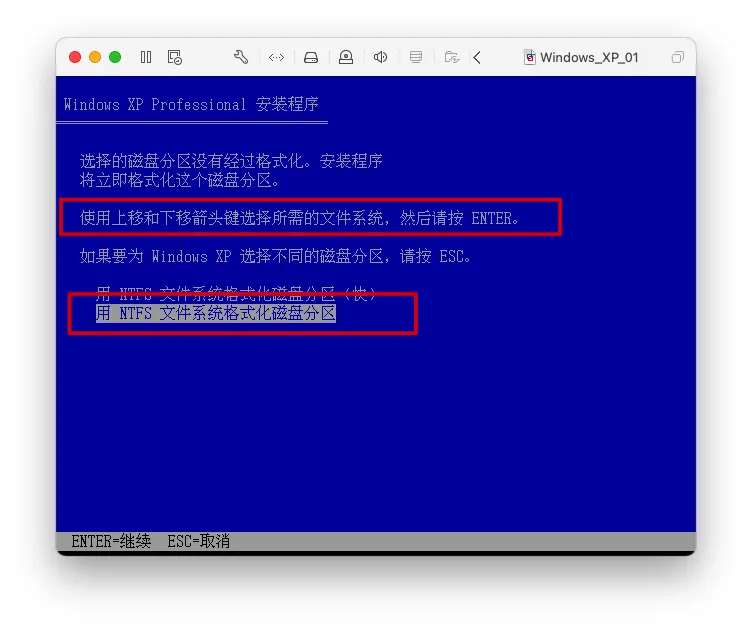 Windows_XP_01
Windows XP Professional 安装程序
选择的磁盘分区没有经过格式化。安装程序
将立即格式化这个磁盘分区。
使用上移和下移箭头键选择所需的文件系统，然后请按 ENTER。
如果要为 Windows XP 选择不同的磁盘分区，请按 ESC。
用 NTFS 文件系统格式化磁盘分区（快）
用 NTFS 文件系统格式化磁盘分区
ENTER=继续 ESC=取消